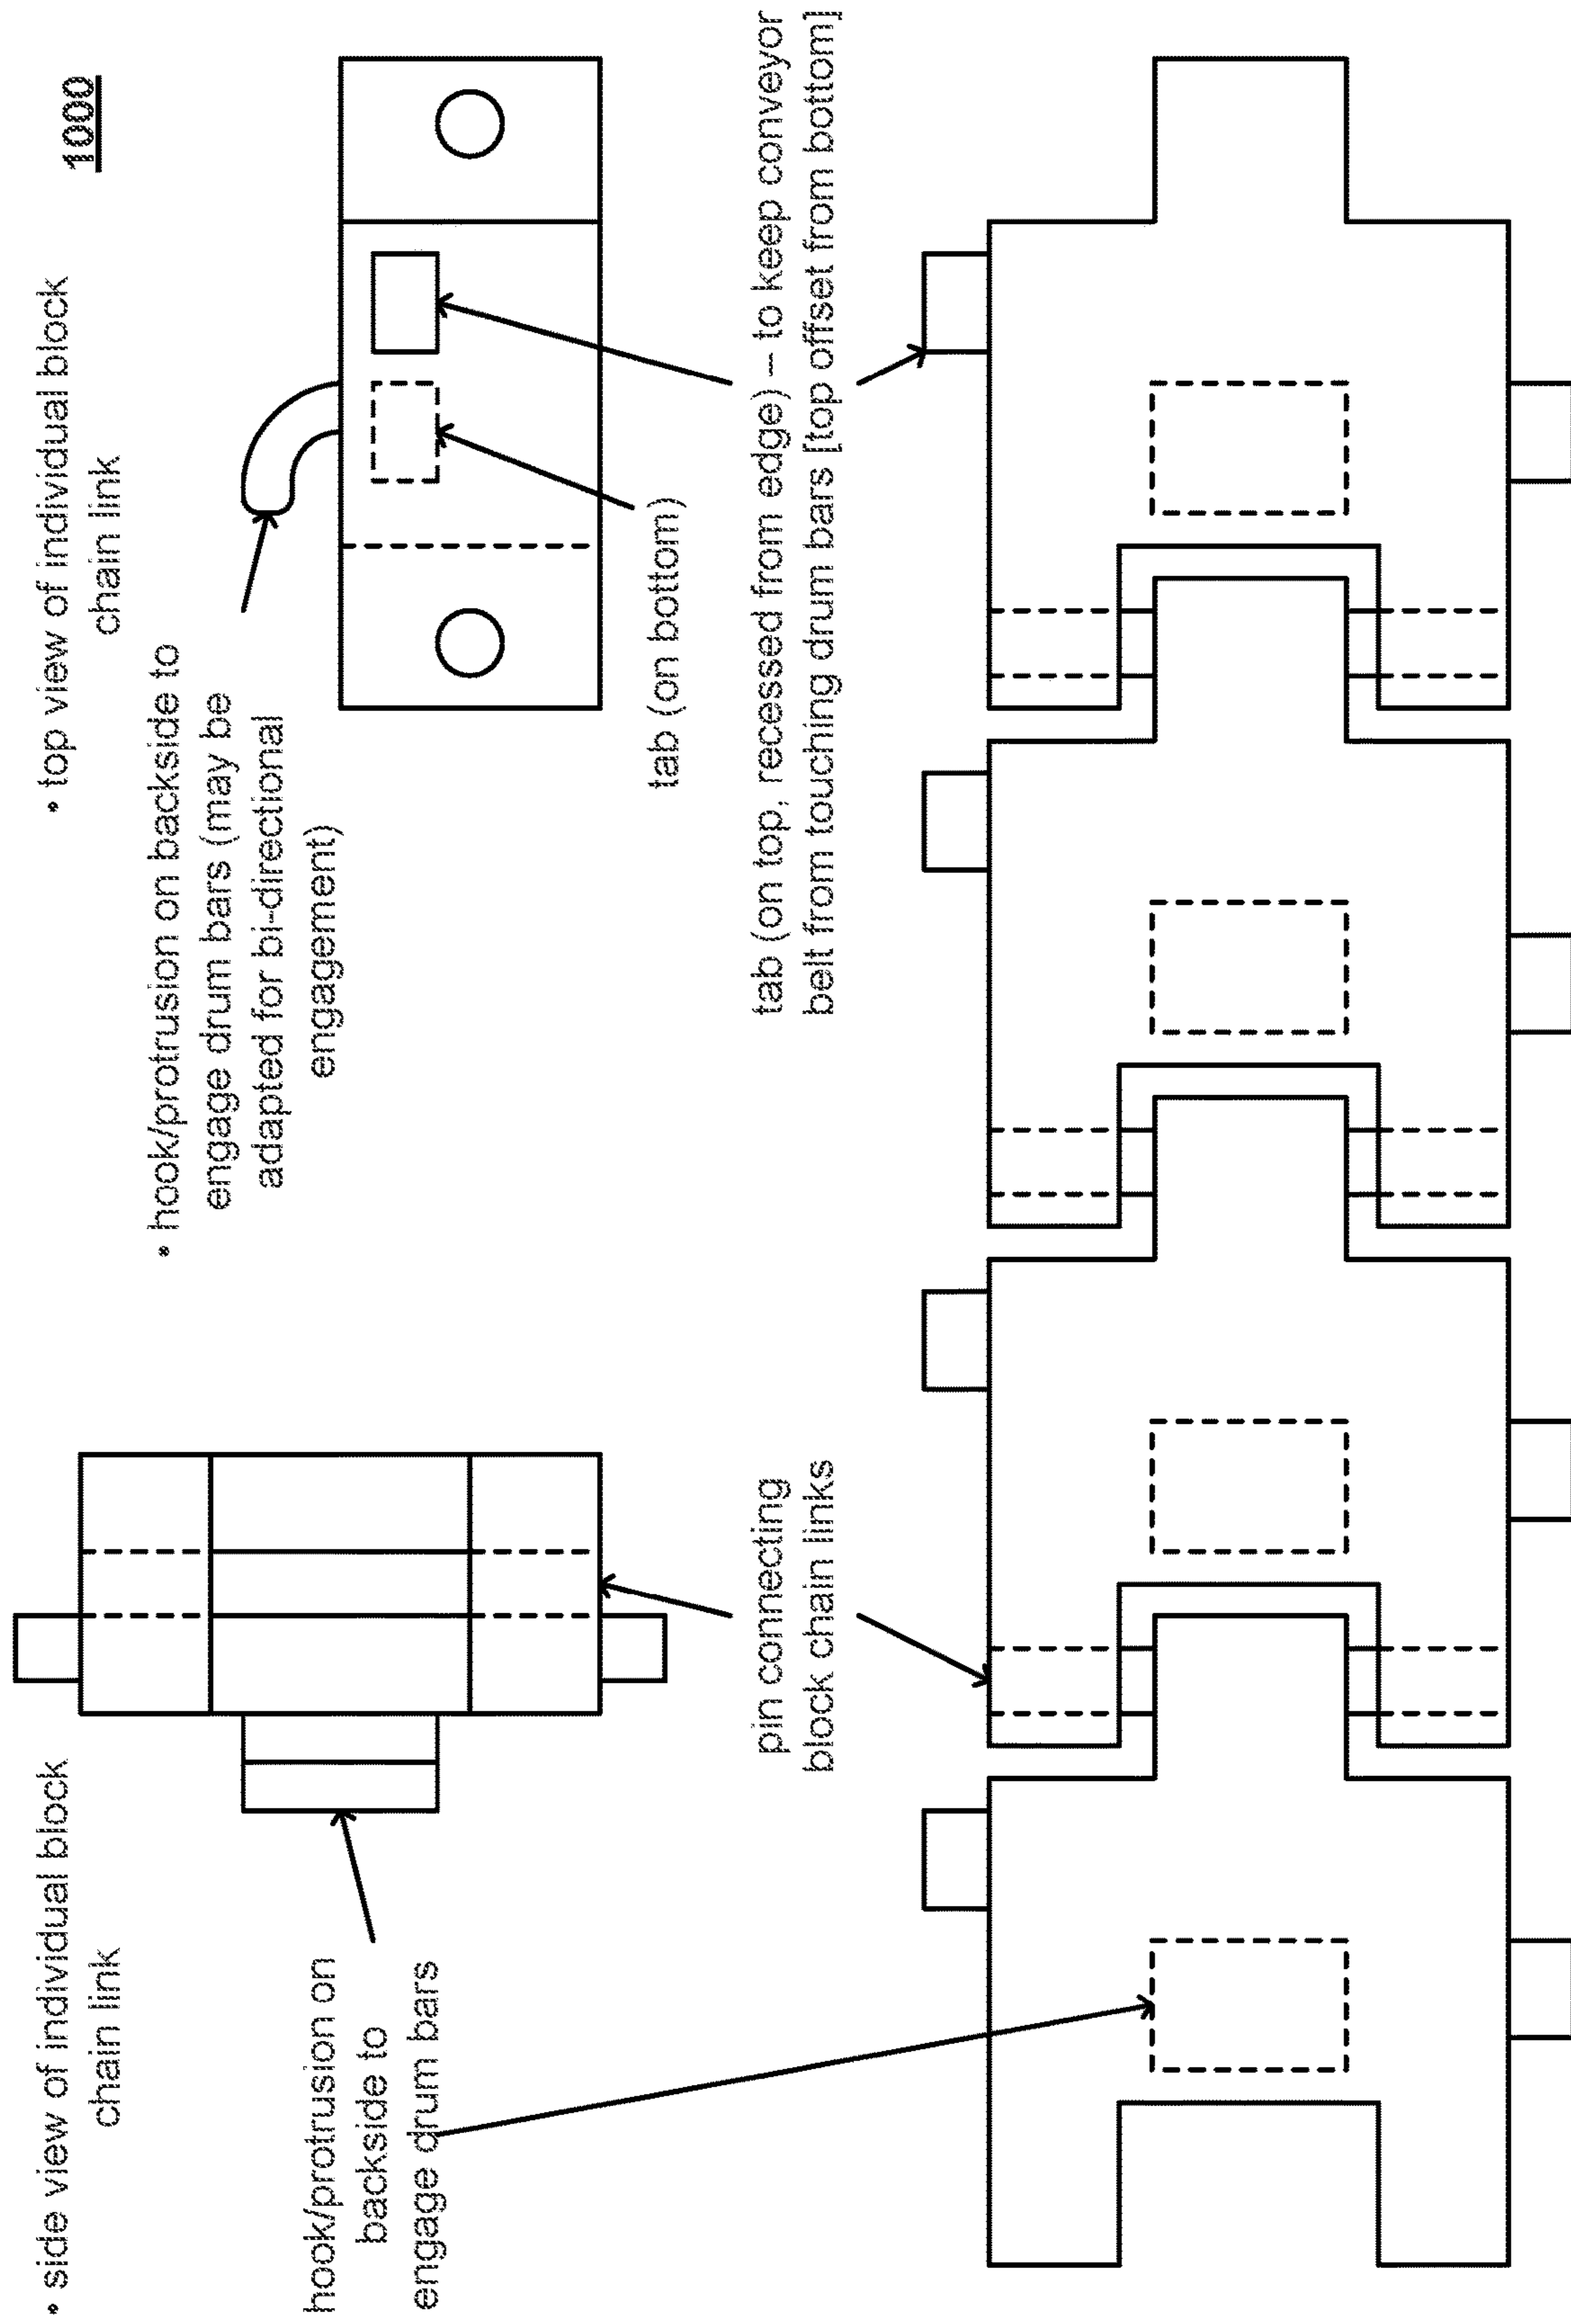 1000
• side view of individual block
chain link
• top view of individual block
chain link
• hook/protrusion on backside to
engage drum bars (may be
adapted for bi-directional
engagement)
hook/protrusion on
backside to
engage drum bars
tab (on bottom)
pin connecting
block chain links
tab (on top, recessed from edge) – to keep conveyor
belt from touching drum bars [top offset from bottom]